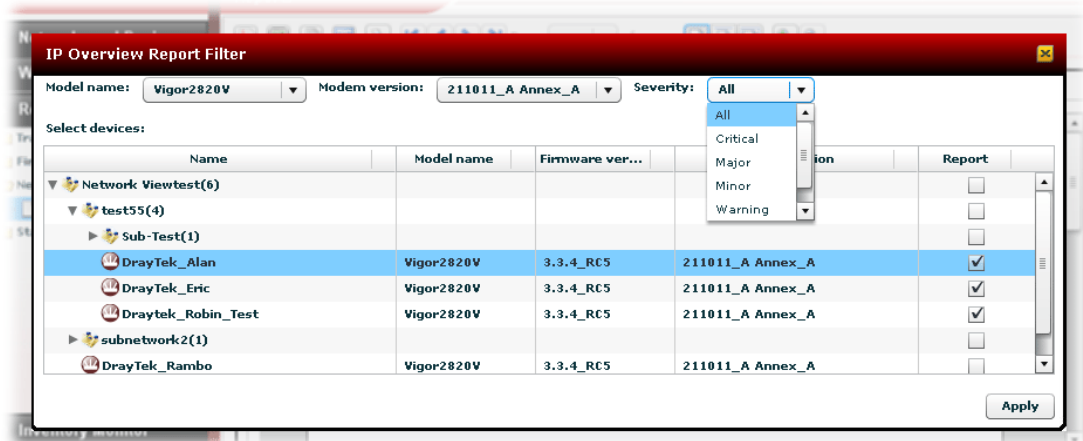 IP Overview Report Filter
Model name: Vigor2820V Modem version: 211011_A Annex_A Severity: All
All
Critical
Major
Minor
Warning
Select devices:
Name Model name Firmware ver... ion Report
Network Viewtest(6)
test55(4)
Sub-Test(1)
DrayTek_Alan Vigor2820V 3.3.4_RC5 211011_A Annex_A
DrayTek_Eric Vigor2820V 3.3.4_RC5 211011_A Annex_A
Draytek_Robin_Test Vigor2820V 3.3.4_RC5 211011_A Annex_A
subnetwork2(1)
DrayTek_Rambo Vigor2820V 3.3.4_RC5 211011_A Annex_A
Apply
Inventory Monitor